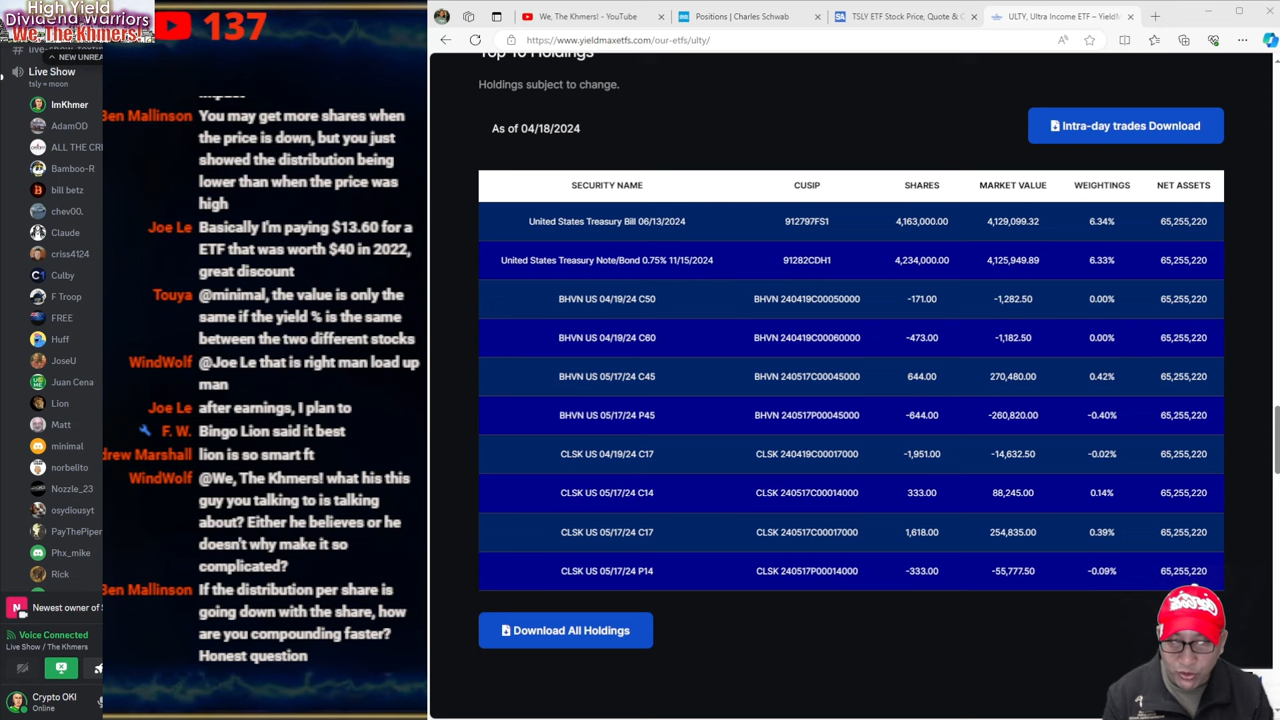 High Yield
Dividend Warriors
We, The Khmers!
NEW UNREA
Live Show
tsly = moon
ImKhmer
AdamOD
ALL THE CRI
Bamboo-R
bill betz
chev00.
Claude
criss4124
Culby
F Troop
FREE
Huff
JoseU
Juan Cena
Lion
Matt
minimal
norbelito
Nozzle_23
osydiousyt
PayThePiper
Phx_mike
Rick
Newest owner of S
Voice Connected
Live Show / The Khmers
Crypto OKI
Online
137
Ben Mallinson You may get more shares when
the price is down, but you just
showed the distribution being
lower than when the price was
high
Joe Le Basically I'm paying $13.60 for a
ETF that was worth $40 in 2022,
great discount
Touya @minimal, the value is only the
same if the yield % is the same
between the two different stocks
WindWolf @Joe Le that is right man load up
man
Joe Le after earnings, I plan to
F. W. Bingo Lion said it best
drew Marshall lion is so smart ft
WindWolf @We, The Khmers! what his this
guy you talking to is talking
about? Either he believes or he
doesn't why make it so
complicated?
Ben Mallinson If the distribution per share is
going down with the share, how
are you compounding faster?
Honest question
We, The Khmers! - YouTube
Positions | Charles Schwab
TSLY ETF Stock Price, Quote & C
ULTY, Ultra Income ETF – YieldM
https://www.yieldmaxetfs.com/our-etfs/ulty/
Top 10 Holdings
Holdings subject to change.
As of 04/18/2024
Intra-day trades Download
SECURITY NAME CUSIP SHARES MARKET VALUE WEIGHTINGS NET ASSETS
United States Treasury Bill 06/13/2024 912797FS1 4,163,000.00 4,129,099.32 6.34% 65,255,220
United States Treasury Note/Bond 0.75% 11/15/2024 91282CDH1 4,234,000.00 4,125,949.89 6.33% 65,255,220
BHVN US 04/19/24 C50 BHVN 240419C00050000 -171.00 -1,282.50 0.00% 65,255,220
BHVN US 04/19/24 C60 BHVN 240419C00060000 -473.00 -1,182.50 0.00% 65,255,220
BHVN US 05/17/24 C45 BHVN 240517C00045000 644.00 270,480.00 0.42% 65,255,220
BHVN US 05/17/24 P45 BHVN 240517P00045000 -644.00 -260,820.00 -0.40% 65,255,220
CLSK US 04/19/24 C17 CLSK 240419C00017000 -1,951.00 -14,632.50 -0.02% 65,255,220
CLSK US 05/17/24 C14 CLSK 240517C00014000 333.00 88,245.00 0.14% 65,255,220
CLSK US 05/17/24 C17 CLSK 240517C00017000 1,618.00 254,835.00 0.39% 65,255,220
CLSK US 05/17/24 P14 CLSK 240517P00014000 -333.00 -55,777.50 -0.09% 65,255,220
Download All Holdings